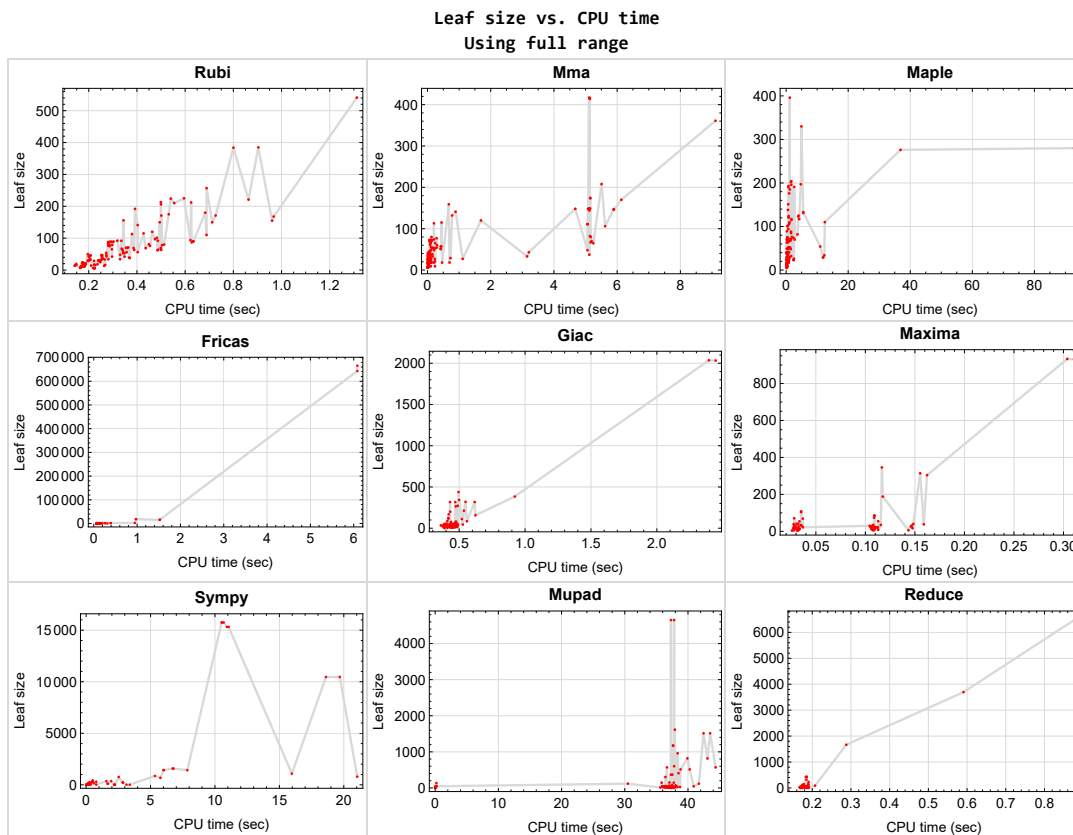 Leaf size vs. CPU time
Using full range
Rubi
Leaf size
500
400
300
200
100
0
0.2 0.4 0.6 0.8 1.0 1.2
CPU time (sec)
Mma
Leaf size
400
300
200
100
0
0 2 4 6 8
CPU time (sec)
Maple
Leaf size
400
300
200
100
0
0 20 40 60 80
CPU time (sec)
Fricas
Leaf size
700 000
600 000
500 000
400 000
300 000
200 000
100 000
0
0 1 2 3 4 5 6
CPU time (sec)
Giac
Leaf size
2000
1500
1000
500
0
0.5 1.0 1.5 2.0
CPU time (sec)
Maxima
Leaf size
800
600
400
200
0
0.05 0.10 0.15 0.20 0.25 0.30
CPU time (sec)
Sympy
Leaf size
15 000
10 000
5000
0
0 5 10 15 20
CPU time (sec)
Mupad
Leaf size
4000
3000
2000
1000
0
0 10 20 30 40
CPU time (sec)
Reduce
Leaf size
6000
5000
4000
3000
2000
1000
0
0.2 0.3 0.4 0.5 0.6 0.7 0.8
CPU time (sec)